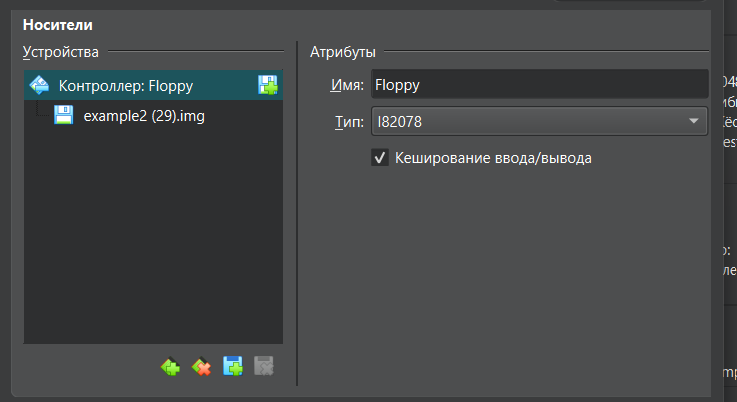 Носители
Устройства
Контроллер: Floppy
example2 (29).img
Атрибуты
Имя: Floppy
Тип: I82078
Кеширование ввода/вывода